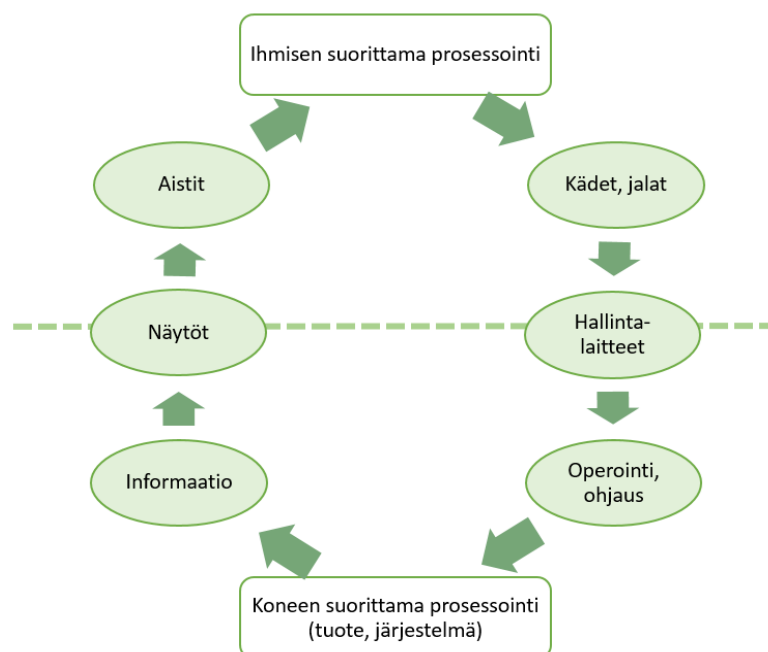 Ihmisen suorittama prosessointi
Aistit
Kädet, jalat
Näytöt
Hallinta-
laitteet
Informaatio
Operointi,
ohjaus
Koneen suorittama prosessointi
(tuote, järjestelmä)